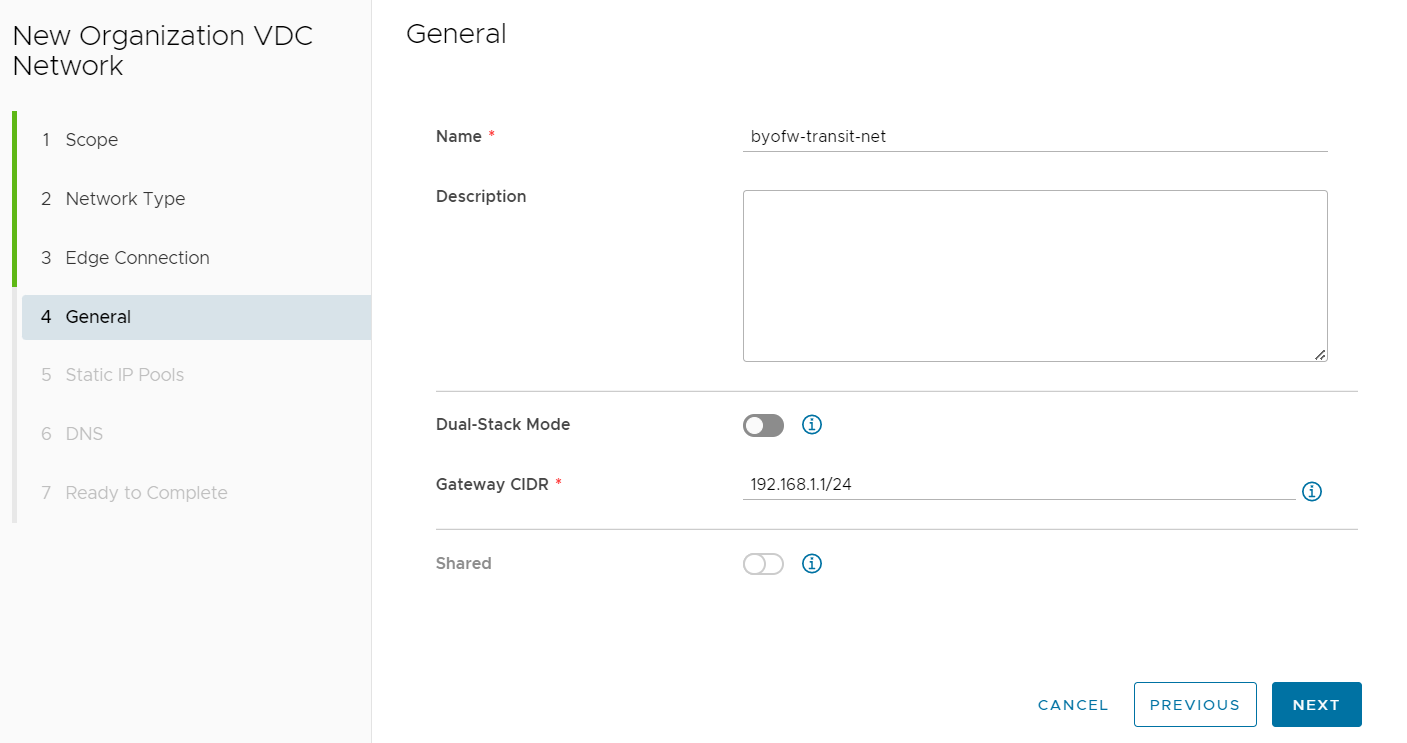 New Organization VDC
Network
1 Scope
2 Network Type
3 Edge Connection
4 General
5 Static IP Pools
6 DNS
7 Ready to Complete
General
Name * byofw-transit-net
Description
Dual-Stack Mode
Gateway CIDR * 192.168.1.1/24
Shared
CANCEL PREVIOUS NEXT